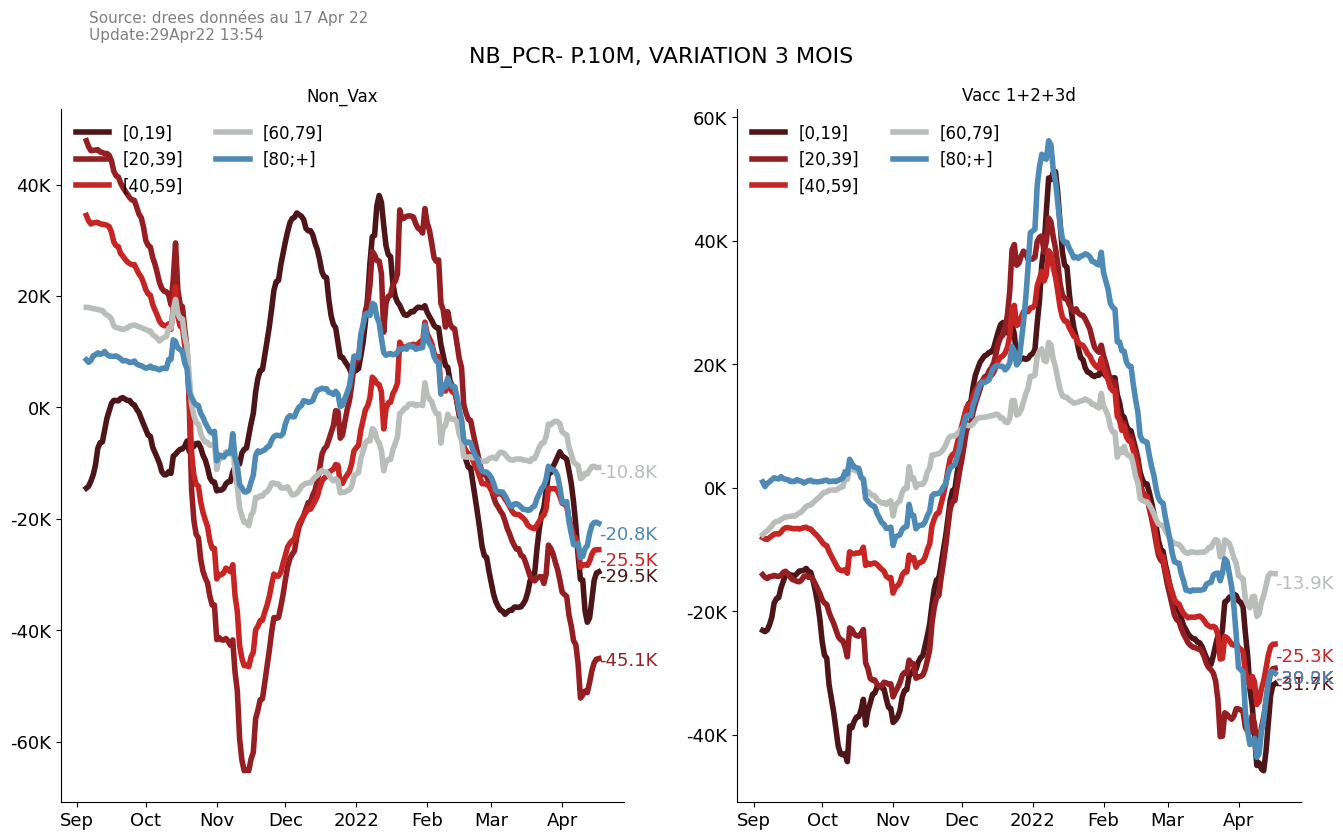 Source: drees données au 17 Apr 22
Update:29Apr22 13:54
NB_PCR- P.10M, VARIATION 3 MOIS
Non_Vax
[0,19]
[20,39]
[40,59]
[60,79]
[80;+]
40K
20K
0K
-20K
-40K
-60K
-10.8K
-20.8K
-25.5K
-29.5K
-45.1K
Sep Oct Nov Dec 2022 Feb Mar Apr
Vacc 1+2+3d
[0,19]
[20,39]
[40,59]
[60,79]
[80;+]
60K
40K
20K
0K
-20K
-40K
-13.9K
-25.3K
-31.7K
Sep Oct Nov Dec 2022 Feb Mar Apr